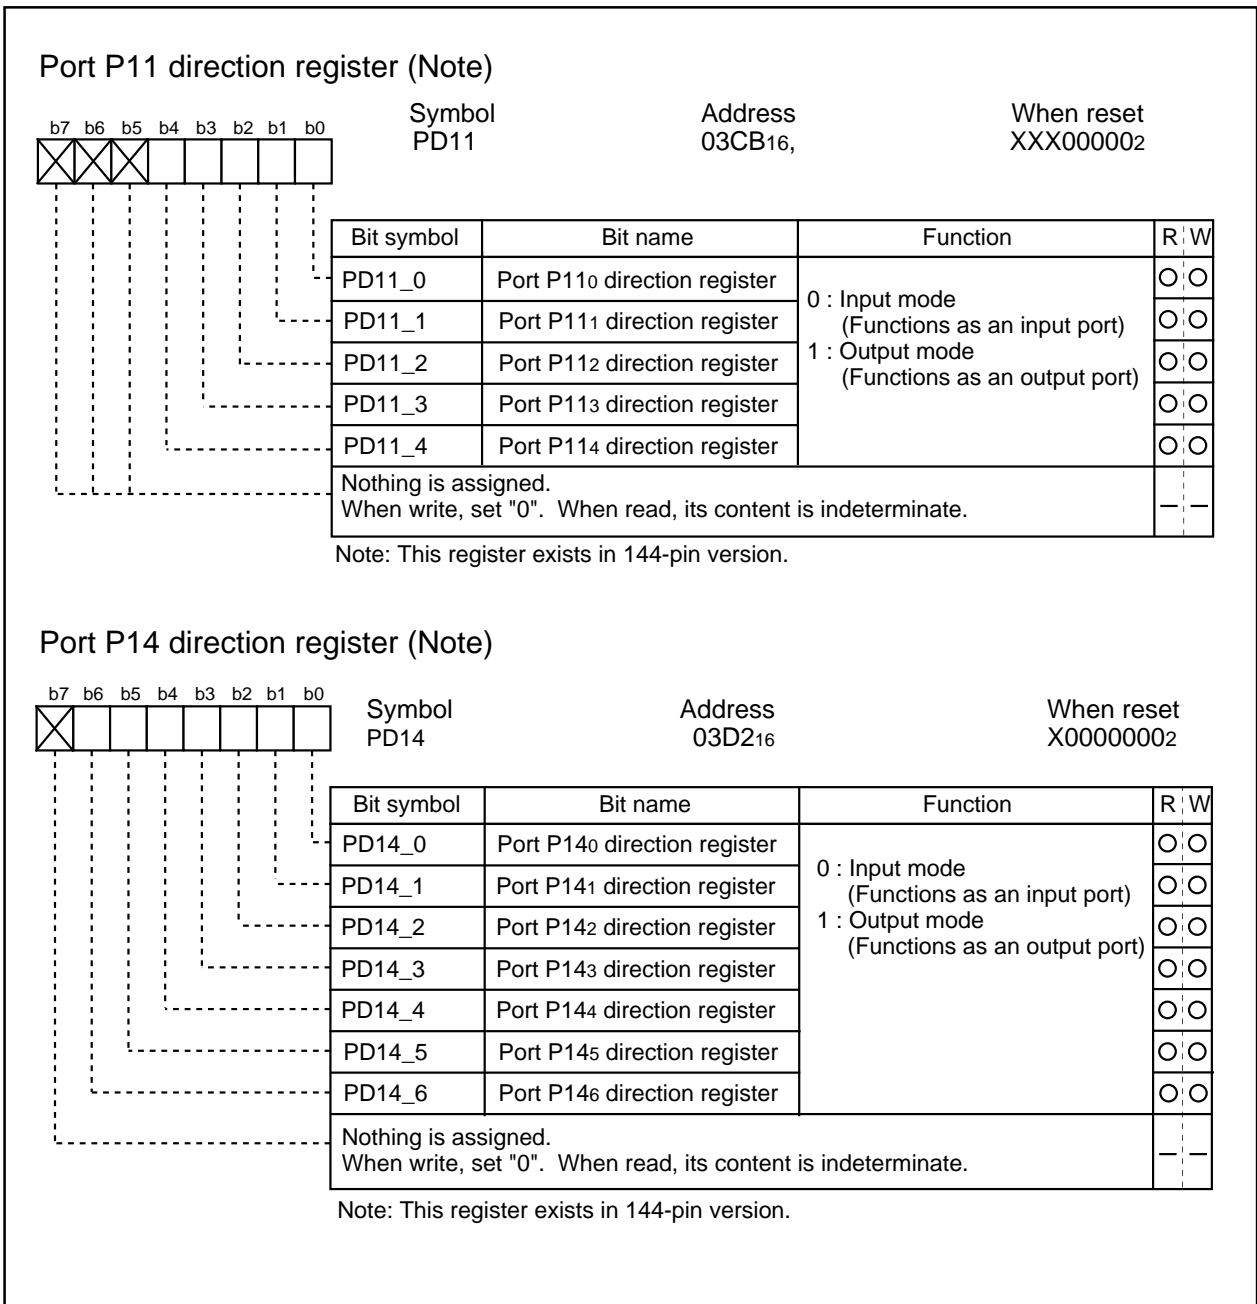 Port P11 direction register (Note)
b7 b6 b5 b4 b3 b2 b1 b0
Symbol Address When reset
PD11 03CB16, XXX000002
Bit symbol Bit name Function R W
PD11_0 Port P110 direction register
PD11_1 Port P111 direction register
PD11_2 Port P112 direction register
PD11_3 Port P113 direction register
PD11_4 Port P114 direction register
0 : Input mode
(Functions as an input port)
1 : Output mode
(Functions as an output port)
Nothing is assigned.
When write, set "0". When read, its content is indeterminate.
Note: This register exists in 144-pin version.
Port P14 direction register (Note)
b7 b6 b5 b4 b3 b2 b1 b0
Symbol Address When reset
PD14 03D216 X00000002
Bit symbol Bit name Function R W
PD14_0 Port P140 direction register
PD14_1 Port P141 direction register
PD14_2 Port P142 direction register
PD14_3 Port P143 direction register
PD14_4 Port P144 direction register
PD14_5 Port P145 direction register
PD14_6 Port P146 direction register
0 : Input mode
(Functions as an input port)
1 : Output mode
(Functions as an output port)
Nothing is assigned.
When write, set "0". When read, its content is indeterminate.
Note: This register exists in 144-pin version.